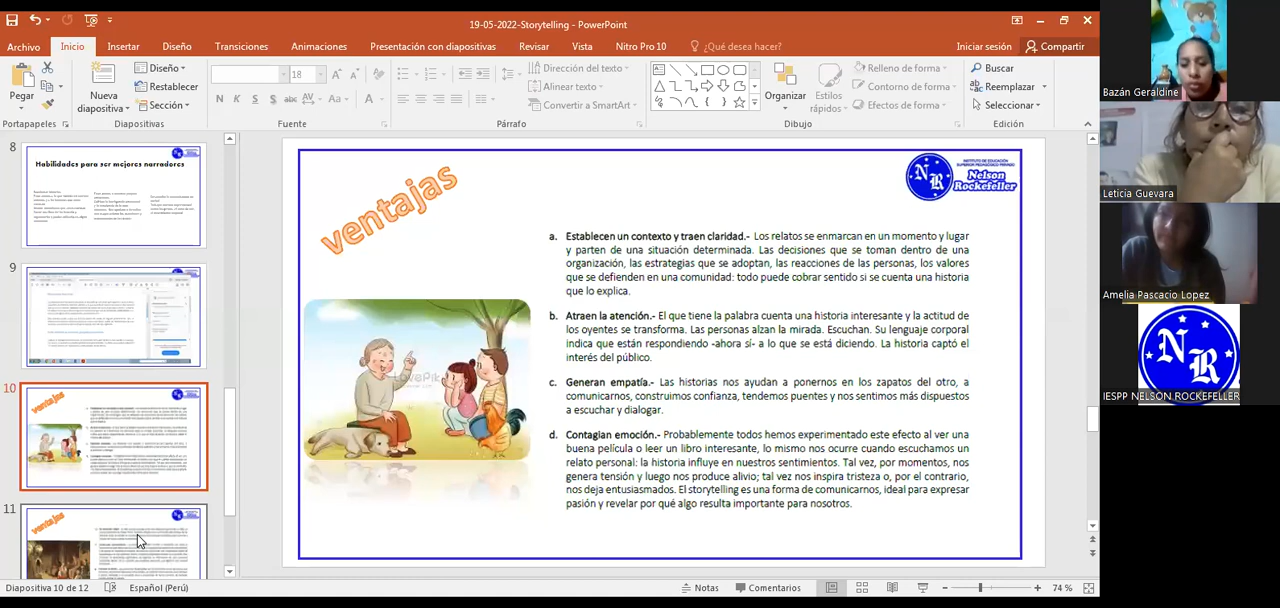 19-05-2022-Storytelling - PowerPoint
Archivo Inicio Insertar Diseño Transiciones Animaciones Presentación con diapositivas Revisar Vista Nitro Pro 10 ¿Qué desea hacer? Iniciar sesión Compartir
Pegar
Nueva diapositiva
Diseño
Restablecer
Sección
18
N K S S abc AV Aa A
Dirección del texto
Alinear texto
Convertir a SmartArt
Organizar
Estilos rápidos
Relleno de forma
Contorno de forma
Efectos de forma
Buscar
Reemplazar
Seleccionar
Portapapeles Diapositivas Fuente Párrafo Dibujo Edición
8
Habilidades para ser mejores narradores
9
10
ventajas
11
ventajas
ventajas
NR
INSTITUTO DE EDUCACIÓN
SUPERIOR PEDAGÓGICO PRIVADO
Nelson
Rockefeller
a. Establecen un contexto y traen claridad.- Los relatos se enmarcan en un momento y lugar
y parten de una situación determinada. Las decisiones que se toman dentro de una
organización, las estrategias que se adoptan, las reacciones de las personas, los valores
que se defienden en una comunidad: todo puede cobrar sentido si se cuenta una historia
que lo explica.
b. Atraen la atención.- El que tiene la palabra cuenta una historia interesante y la actitud de
los oyentes se transforma. Las personas alzan la mirada. Escuchan. Su lenguaje corporal
indica que están respondiendo -ahora sí- a lo que se está diciendo. La historia captó el
interés del público.
c. Generan empatía.- Las historias nos ayudan a ponernos en los zapatos del otro, a
comunicarnos, construimos confianza, tendemos puentes y nos sentimos más dispuestos
a escuchar y dialogar.
d. Contagian emoción.- Probablemente todos hemos experimentado este efecto al ver una
buena película o leer un libro interesante, lo mismo nos ocurre cuando escuchamos un
relato personal: la historia influye en nuestros sentimientos. Tal vez, por momentos, nos
genera tensión y luego nos produce alivio; tal vez nos inspira tristeza o, por el contrario,
nos deja entusiasmados. El storytelling es una forma de comunicarnos, ideal para expresar
pasión y revelar por qué algo resulta importante para nosotros.
LovePik
Diapositiva 10 de 12 Español (Perú) Notas Comentarios 74 %
Bazán Geraldine
Leticia Guevara
Amelia Pascacio Lopez
NR
IESPP NELSON ROCKEFELLER